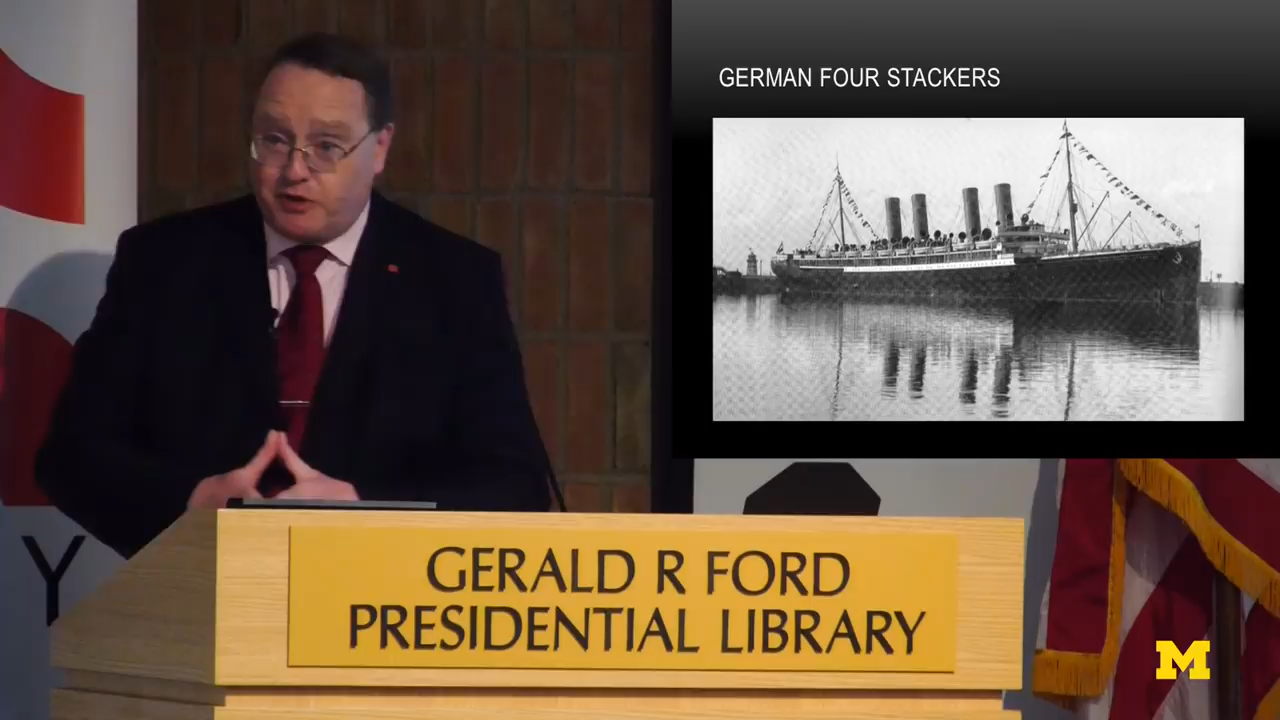 GERMAN FOUR STACKERS
Y
GERALD R FORD
PRESIDENTIAL LIBRARY
M